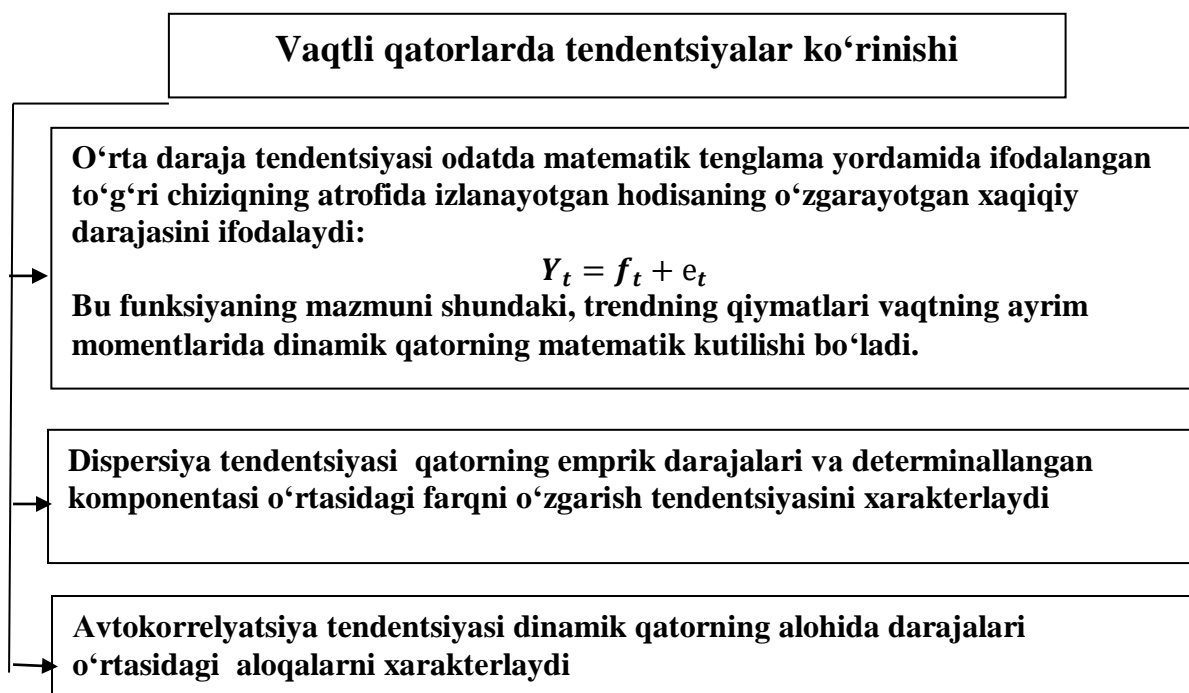 Vaqtli qatorlarda tendentsiyalar ko‘rinishi
O‘rta daraja tendentsiyasi odatda matematik tenglama yordamida ifodalangan
to‘g‘ri chiziqning atrofida izlanayotgan hodisaning o‘zgarayotgan xaqiqiy
darajasini ifodalaydi:
Y_t = f_t + e_t
Bu funksiyaning mazmuni shundaki, trendning qiymatlari vaqtning ayrim
momentlarida dinamik qatorning matematik kutilishi bo‘ladi.
Dispersiya tendentsiyasi qatorning emprik darajalari va determinallangan
komponentasi o‘rtasidagi farqni o‘zgarish tendentsiyasini xarakterlaydi
Avtokorrelyatsiya tendentsiyasi dinamik qatorning alohida darajalari
o‘rtasidagi aloqalarni xarakterlaydi